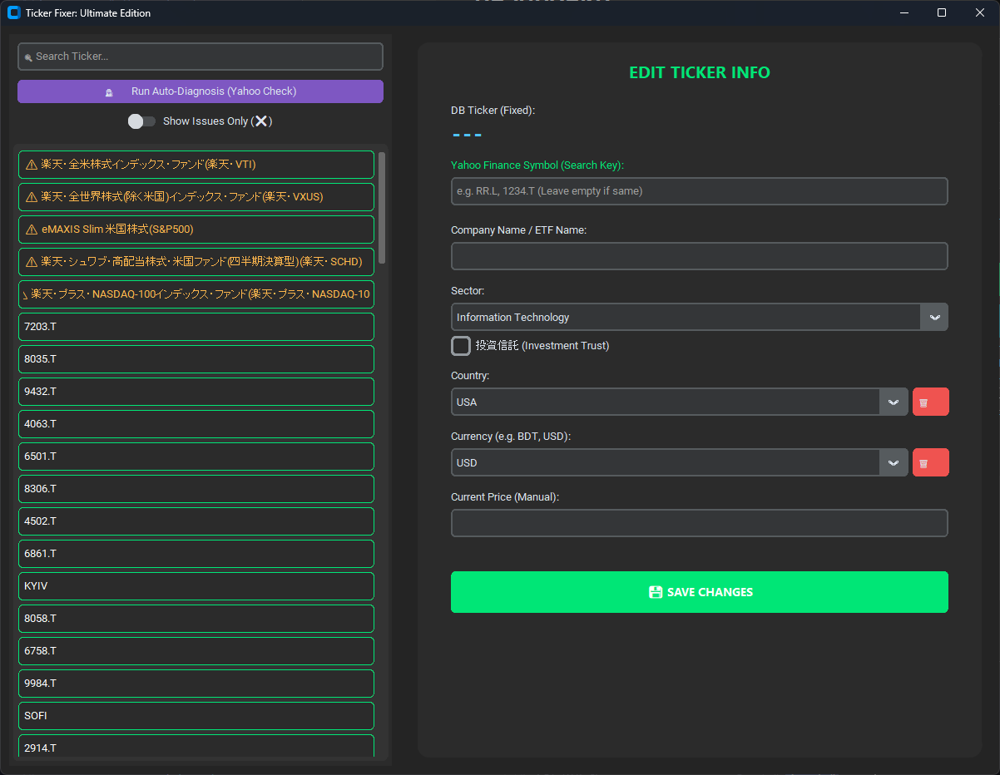 Ticker Fixer: Ultimate Edition
Search Ticker...
Run Auto-Diagnosis (Yahoo Check)
Show Issues Only (❌)
⚠ 楽天・全米株式インデックス・ファンド(楽天・VTI)
⚠ 楽天・全世界株式(除く米国)インデックス・ファンド(楽天・VXUS)
⚠ eMAXIS Slim 米国株式(S&P500)
⚠ 楽天・シュワブ・高配当株式・米国ファンド(四半期決算型)(楽天・SCHD)
楽天・プラス・NASDAQ-100インデックス・ファンド(楽天・プラス・NASDAQ-10
7203.T
8035.T
9432.T
4063.T
6501.T
8306.T
4502.T
6861.T
KYIV
8058.T
6758.T
9984.T
SOFI
2914.T
EDIT TICKER INFO
DB Ticker (Fixed):
---
Yahoo Finance Symbol (Search Key):
e.g. RR.L, 1234.T (Leave empty if same)
Company Name / ETF Name:
Sector:
Information Technology
投資信託 (Investment Trust)
Country:
USA
Currency (e.g. BDT, USD):
USD
Current Price (Manual):
SAVE CHANGES